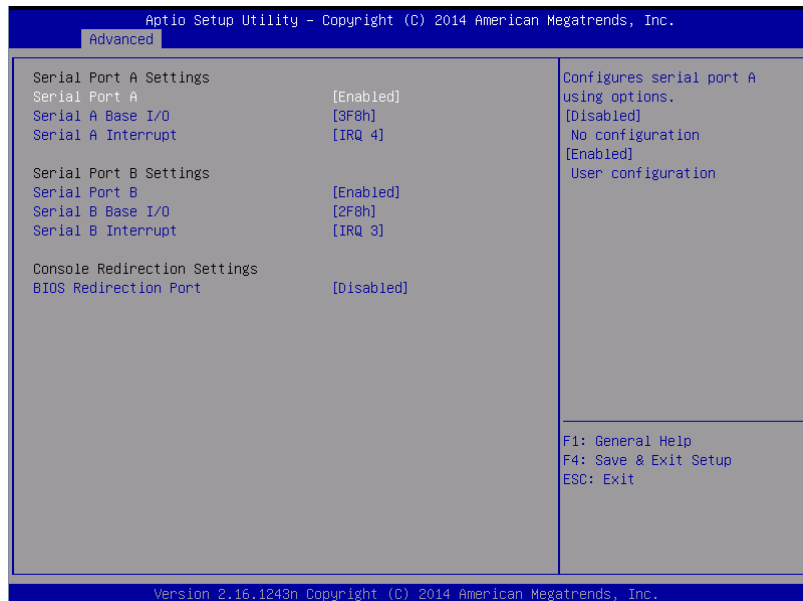 Aptio Setup Utility – Copyright (C) 2014 American Megatrends, Inc.
Advanced
Serial Port A Settings
Serial Port A [Enabled]
Serial A Base I/O [3F8h]
Serial A Interrupt [IRQ 4]
Serial Port B Settings
Serial Port B [Enabled]
Serial B Base I/O [2F8h]
Serial B Interrupt [IRQ 3]
Console Redirection Settings
BIOS Redirection Port [Disabled]
Configures serial port A
using options.
[Disabled]
No configuration
[Enabled]
User configuration
F1: General Help
F4: Save & Exit Setup
ESC: Exit
Version 2.16.1243n Copyright (C) 2014 American Megatrends, Inc.